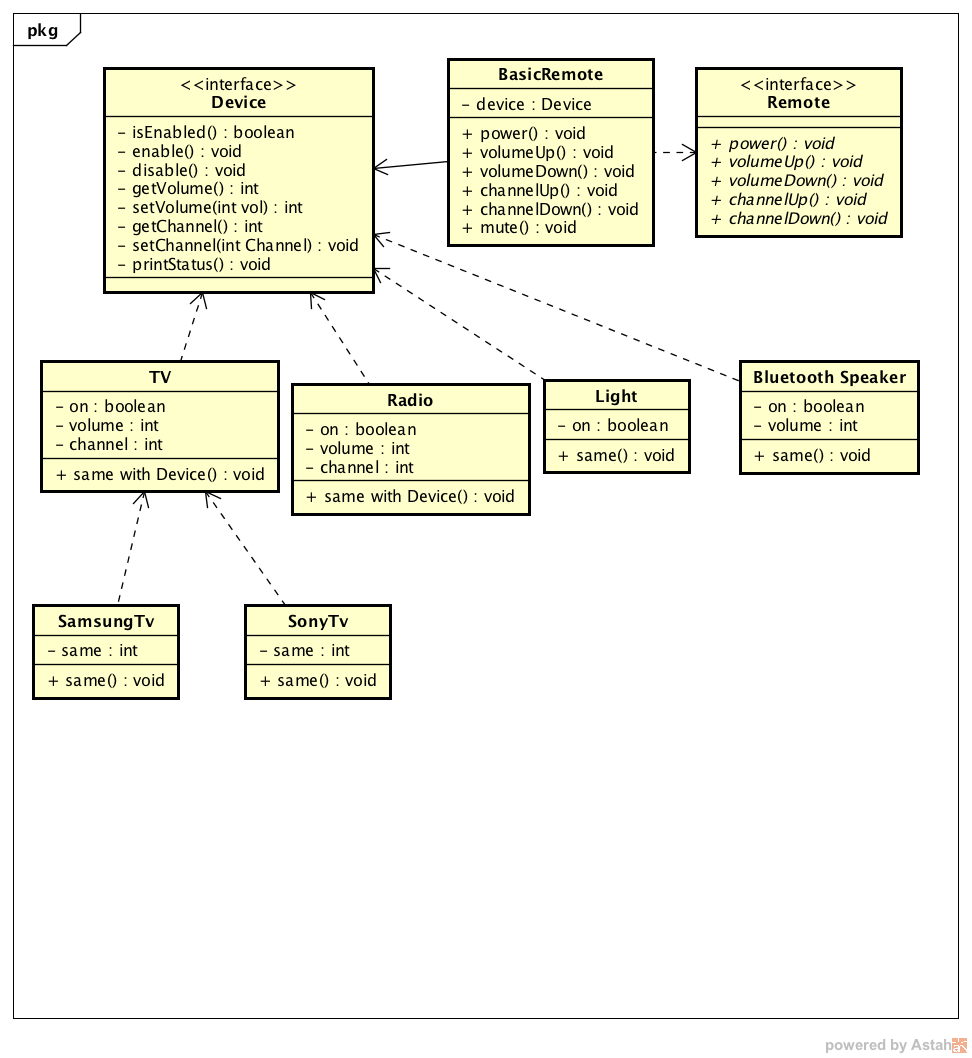 pkg
<<interface>>
Device
- isEnabled() : boolean
- enable() : void
- disable() : void
- getVolume() : int
- setVolume(int vol) : int
- getChannel() : int
- setChannel(int Channel) : void
- printStatus() : void
BasicRemote
- device : Device
+ power() : void
+ volumeUp() : void
+ volumeDown() : void
+ channelUp() : void
+ channelDown() : void
+ mute() : void
<<interface>>
Remote
+ power() : void
+ volumeUp() : void
+ volumeDown() : void
+ channelUp() : void
+ channelDown() : void
TV
- on : boolean
- volume : int
- channel : int
+ same with Device() : void
Radio
- on : boolean
- volume : int
- channel : int
+ same with Device() : void
Light
- on : boolean
+ same() : void
Bluetooth Speaker
- on : boolean
- volume : int
+ same() : void
SamsungTv
- same : int
+ same() : void
SonyTv
- same : int
+ same() : void
powered by Astah